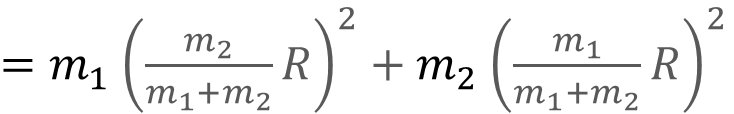 = m₁ (m₂/(m₁+m₂) R)² + m₂ (m₁/(m₁+m₂) R)²